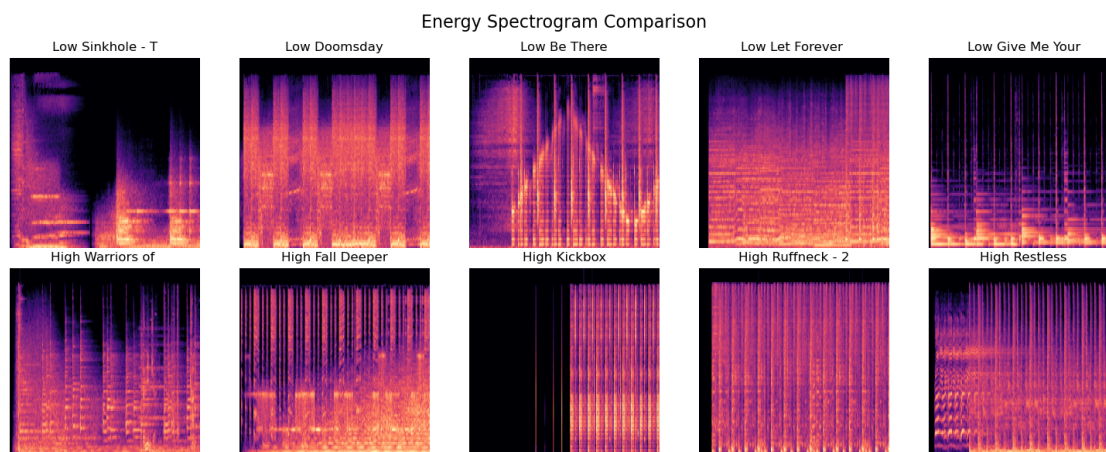 Energy Spectrogram Comparison
Low Sinkhole - T
Low Doomsday
Low Be There
Low Let Forever
Low Give Me Your
High Warriors of
High Fall Deeper
High Kickbox
High Ruffneck - 2
High Restless